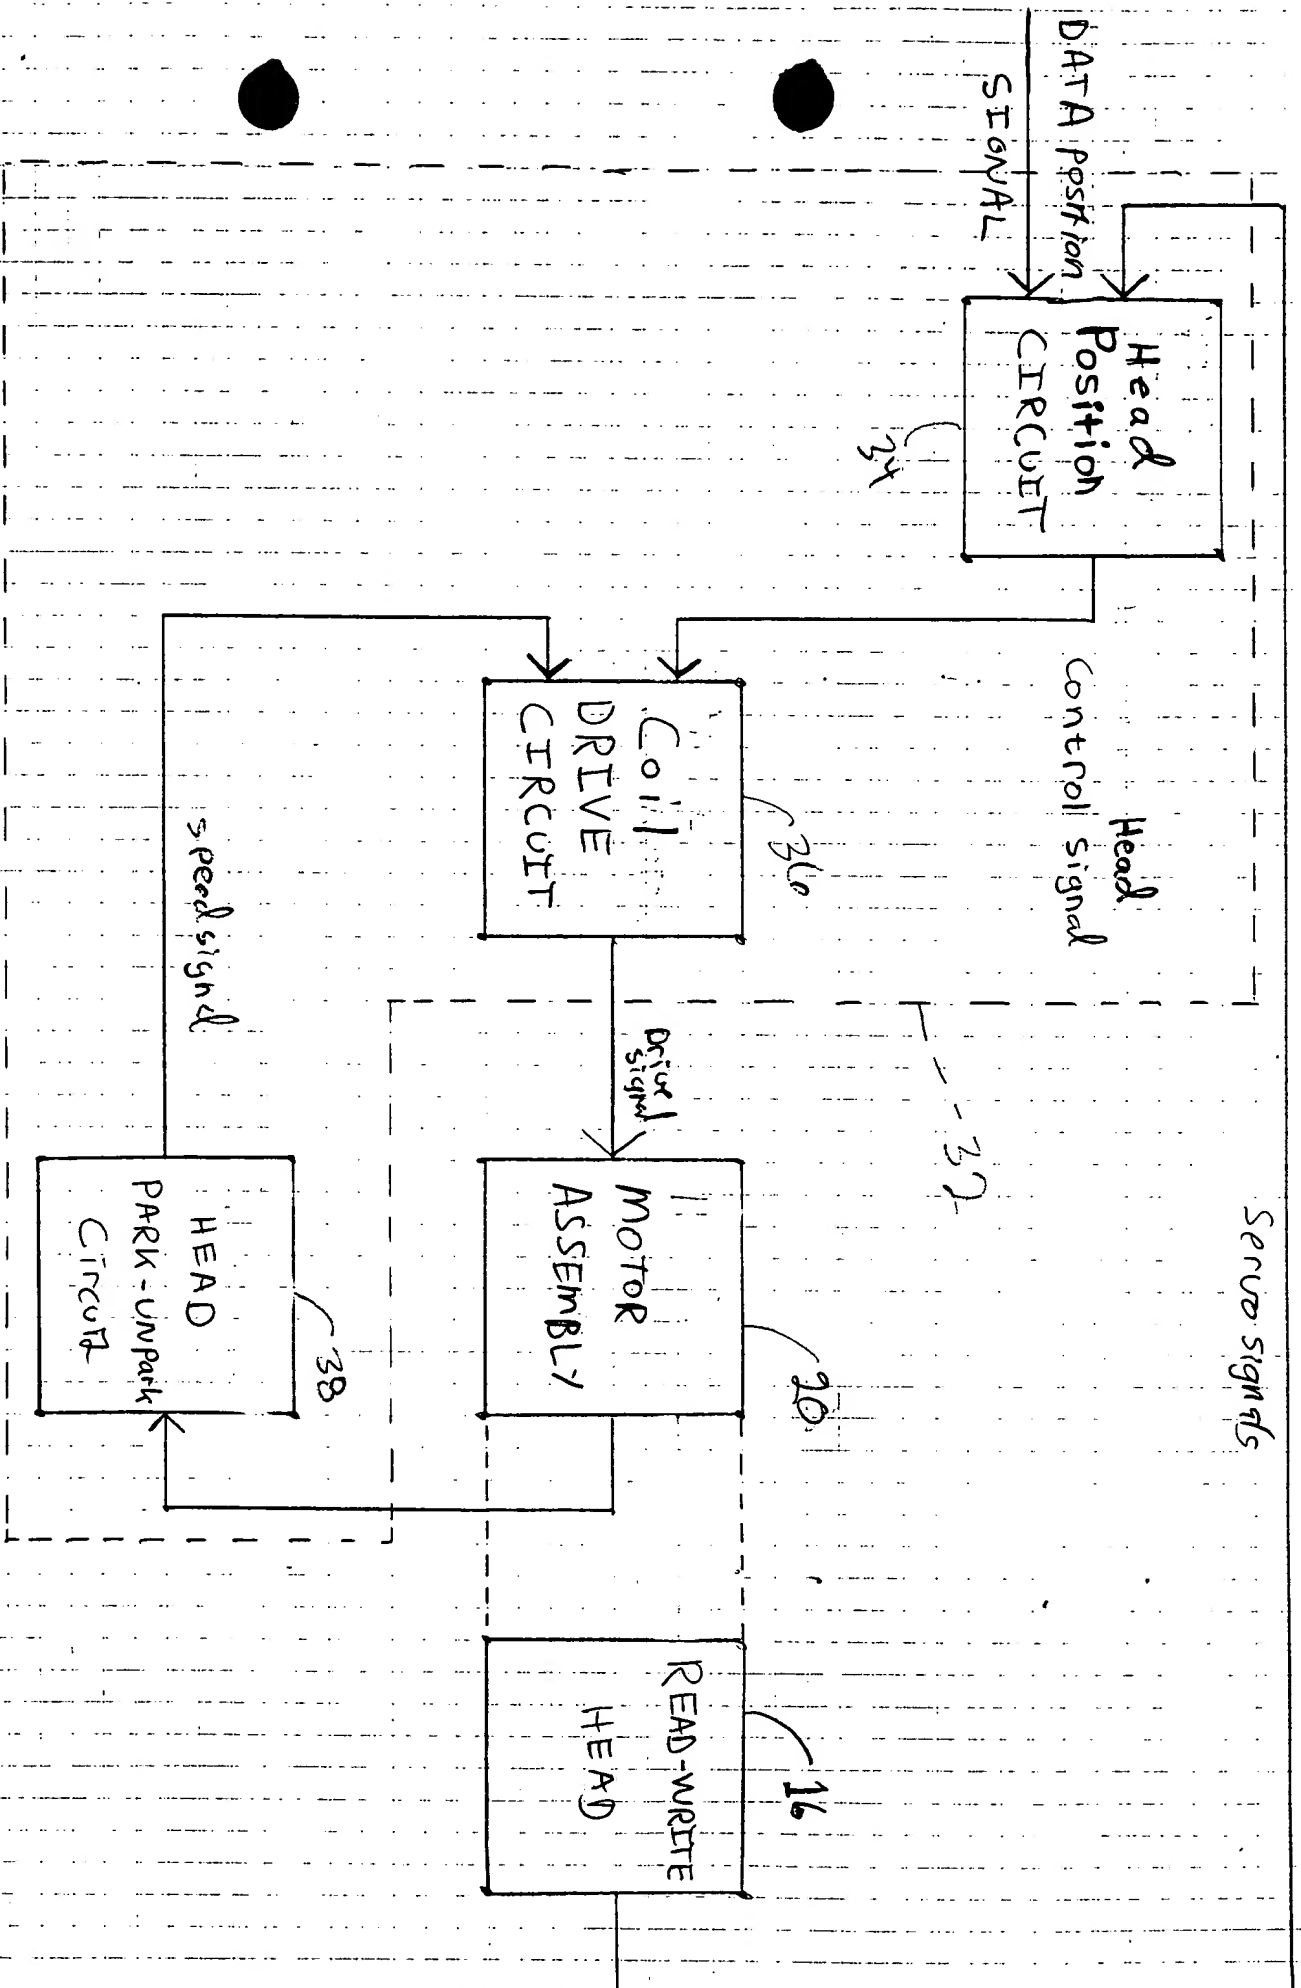 Servo signals
DATA position
SIGNAL
Head
Position
CIRCUIT
34
Head
Control signal
32
Coil
DRIVE
CIRCUIT
36
Drive
signal
MOTOR
ASSEMBLY
20
READ-WRITE
HEAD
16
speed signal
HEAD
PARK-UNPark
Circuit
38